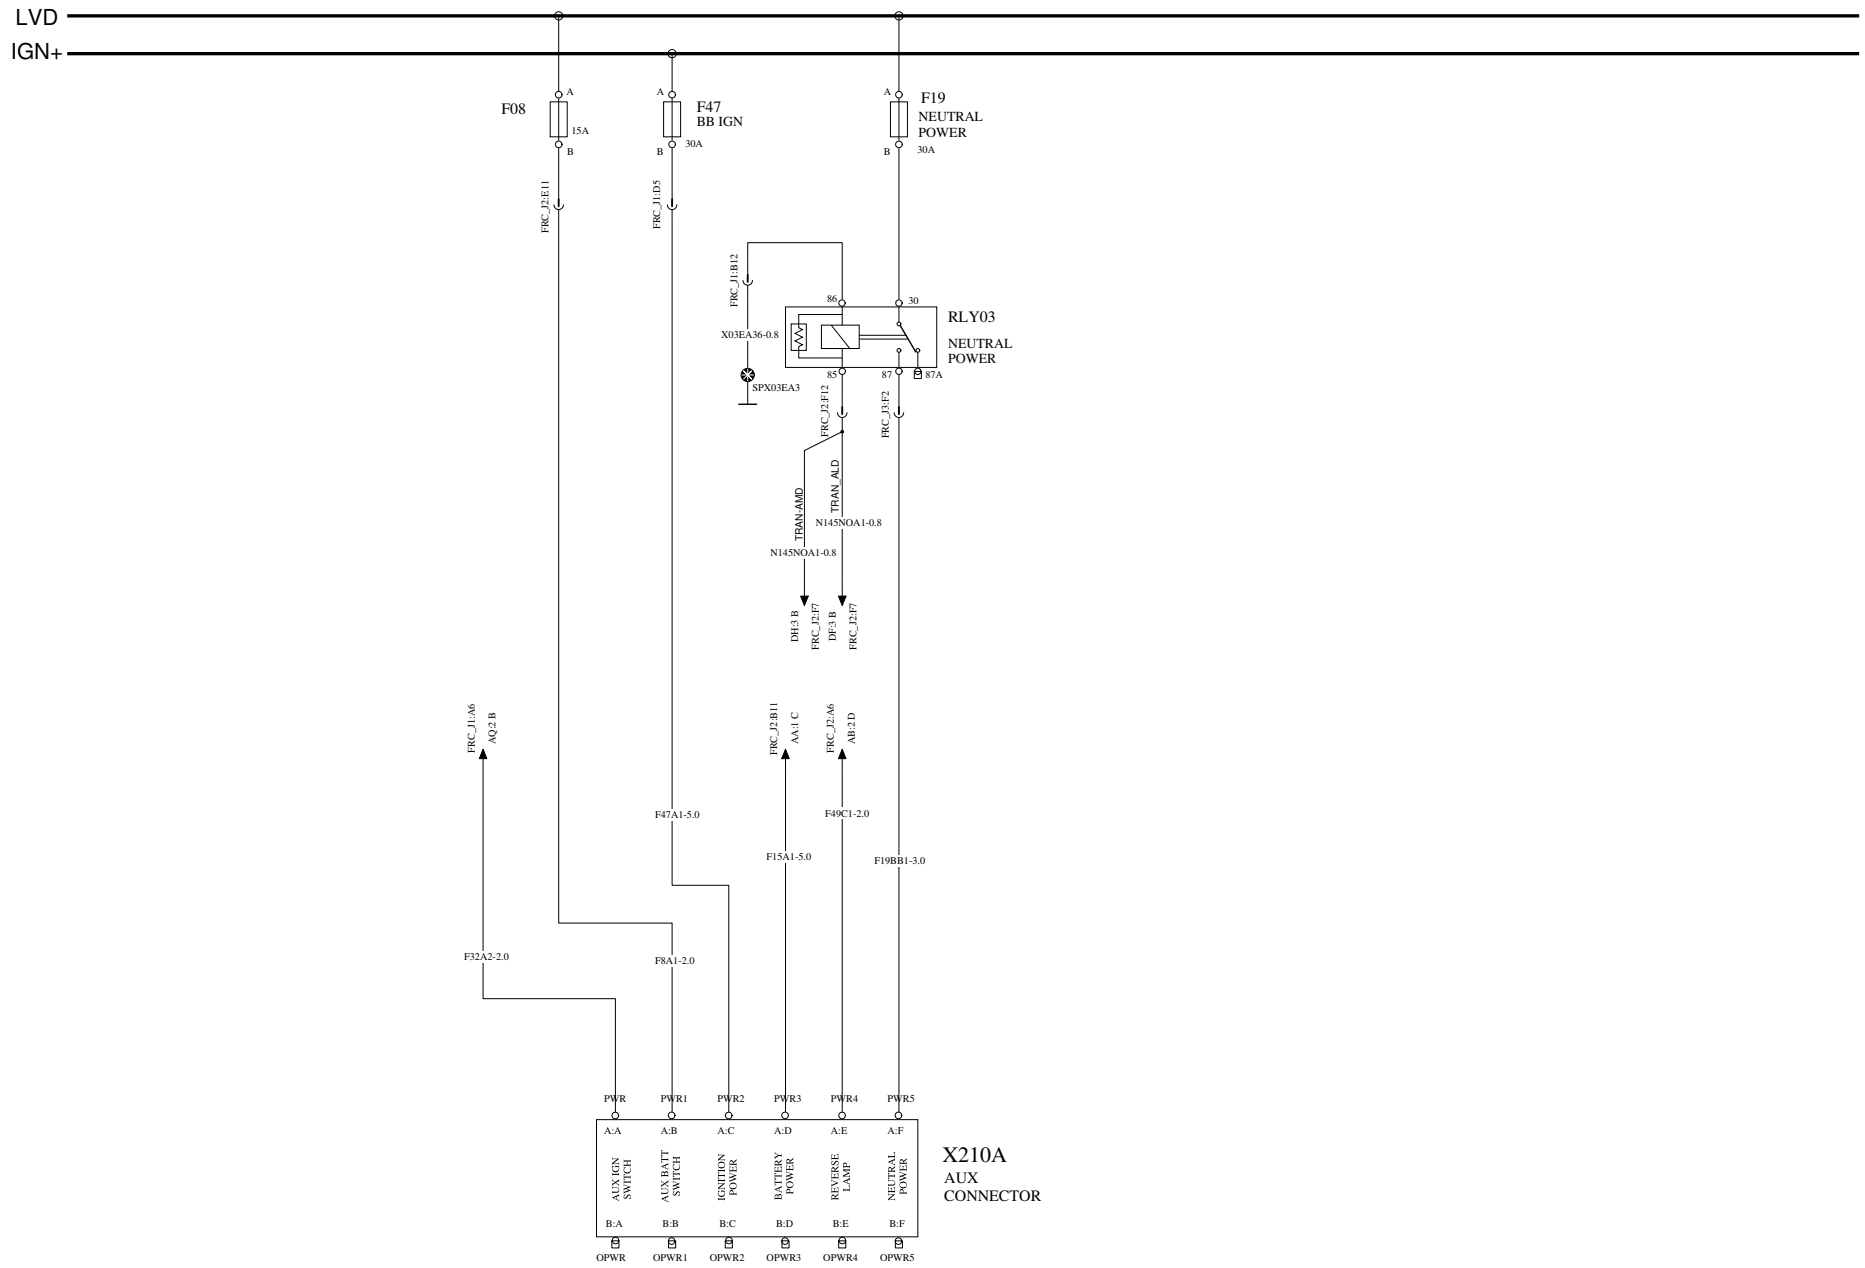 LVD
IGN+
A
F08
15A
B
FRC_J2:E11
A
F47
BB IGN
B
30A
FRC_J1:D5
A
F19
NEUTRAL
POWER
B
30A
FRC_J1:B12
X03EA36-0.8
SPX03EA3
86
30
RLY03
NEUTRAL
POWER
85
87
87A
FRC_J2:F12
FRC_J3:F2
TRAN-AMD
TRAN_ALD
N145NOA1-0.8
N145NOA1-0.8
DH:3 B
FRC_J2:F7
DF:3 B
FRC_J2:F7
FRC_J1:A6
AQ:2 B
FRC_J2:B11
AA:1 C
FRC_J2:A6
AB:2 D
F47A1-5.0
F49C1-2.0
F15A1-5.0
F19BB1-3.0
F32A2-2.0
F8A1-2.0
PWR
PWR1
PWR2
PWR3
PWR4
PWR5
A:A
A:B
A:C
A:D
A:E
A:F
AUX IGN
SWITCH
AUX BATT
SWITCH
IGNITION
POWER
BATTERY
POWER
REVERSE
LAMP
NEUTRAL
POWER
X210A
AUX
CONNECTOR
B:A
B:B
B:C
B:D
B:E
B:F
OPWR
OPWR1
OPWR2
OPWR3
OPWR4
OPWR5